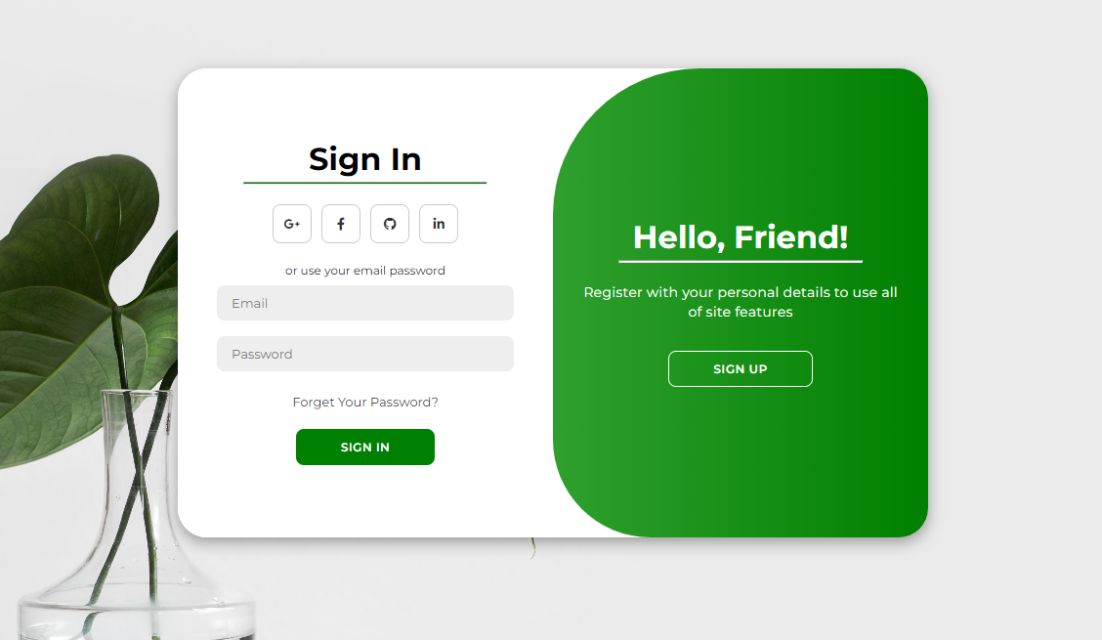 Sign In
G+
f
in
or use your email password
Email
Password
Forget Your Password?
SIGN IN
Hello, Friend!
Register with your personal details to use all
of site features
SIGN UP